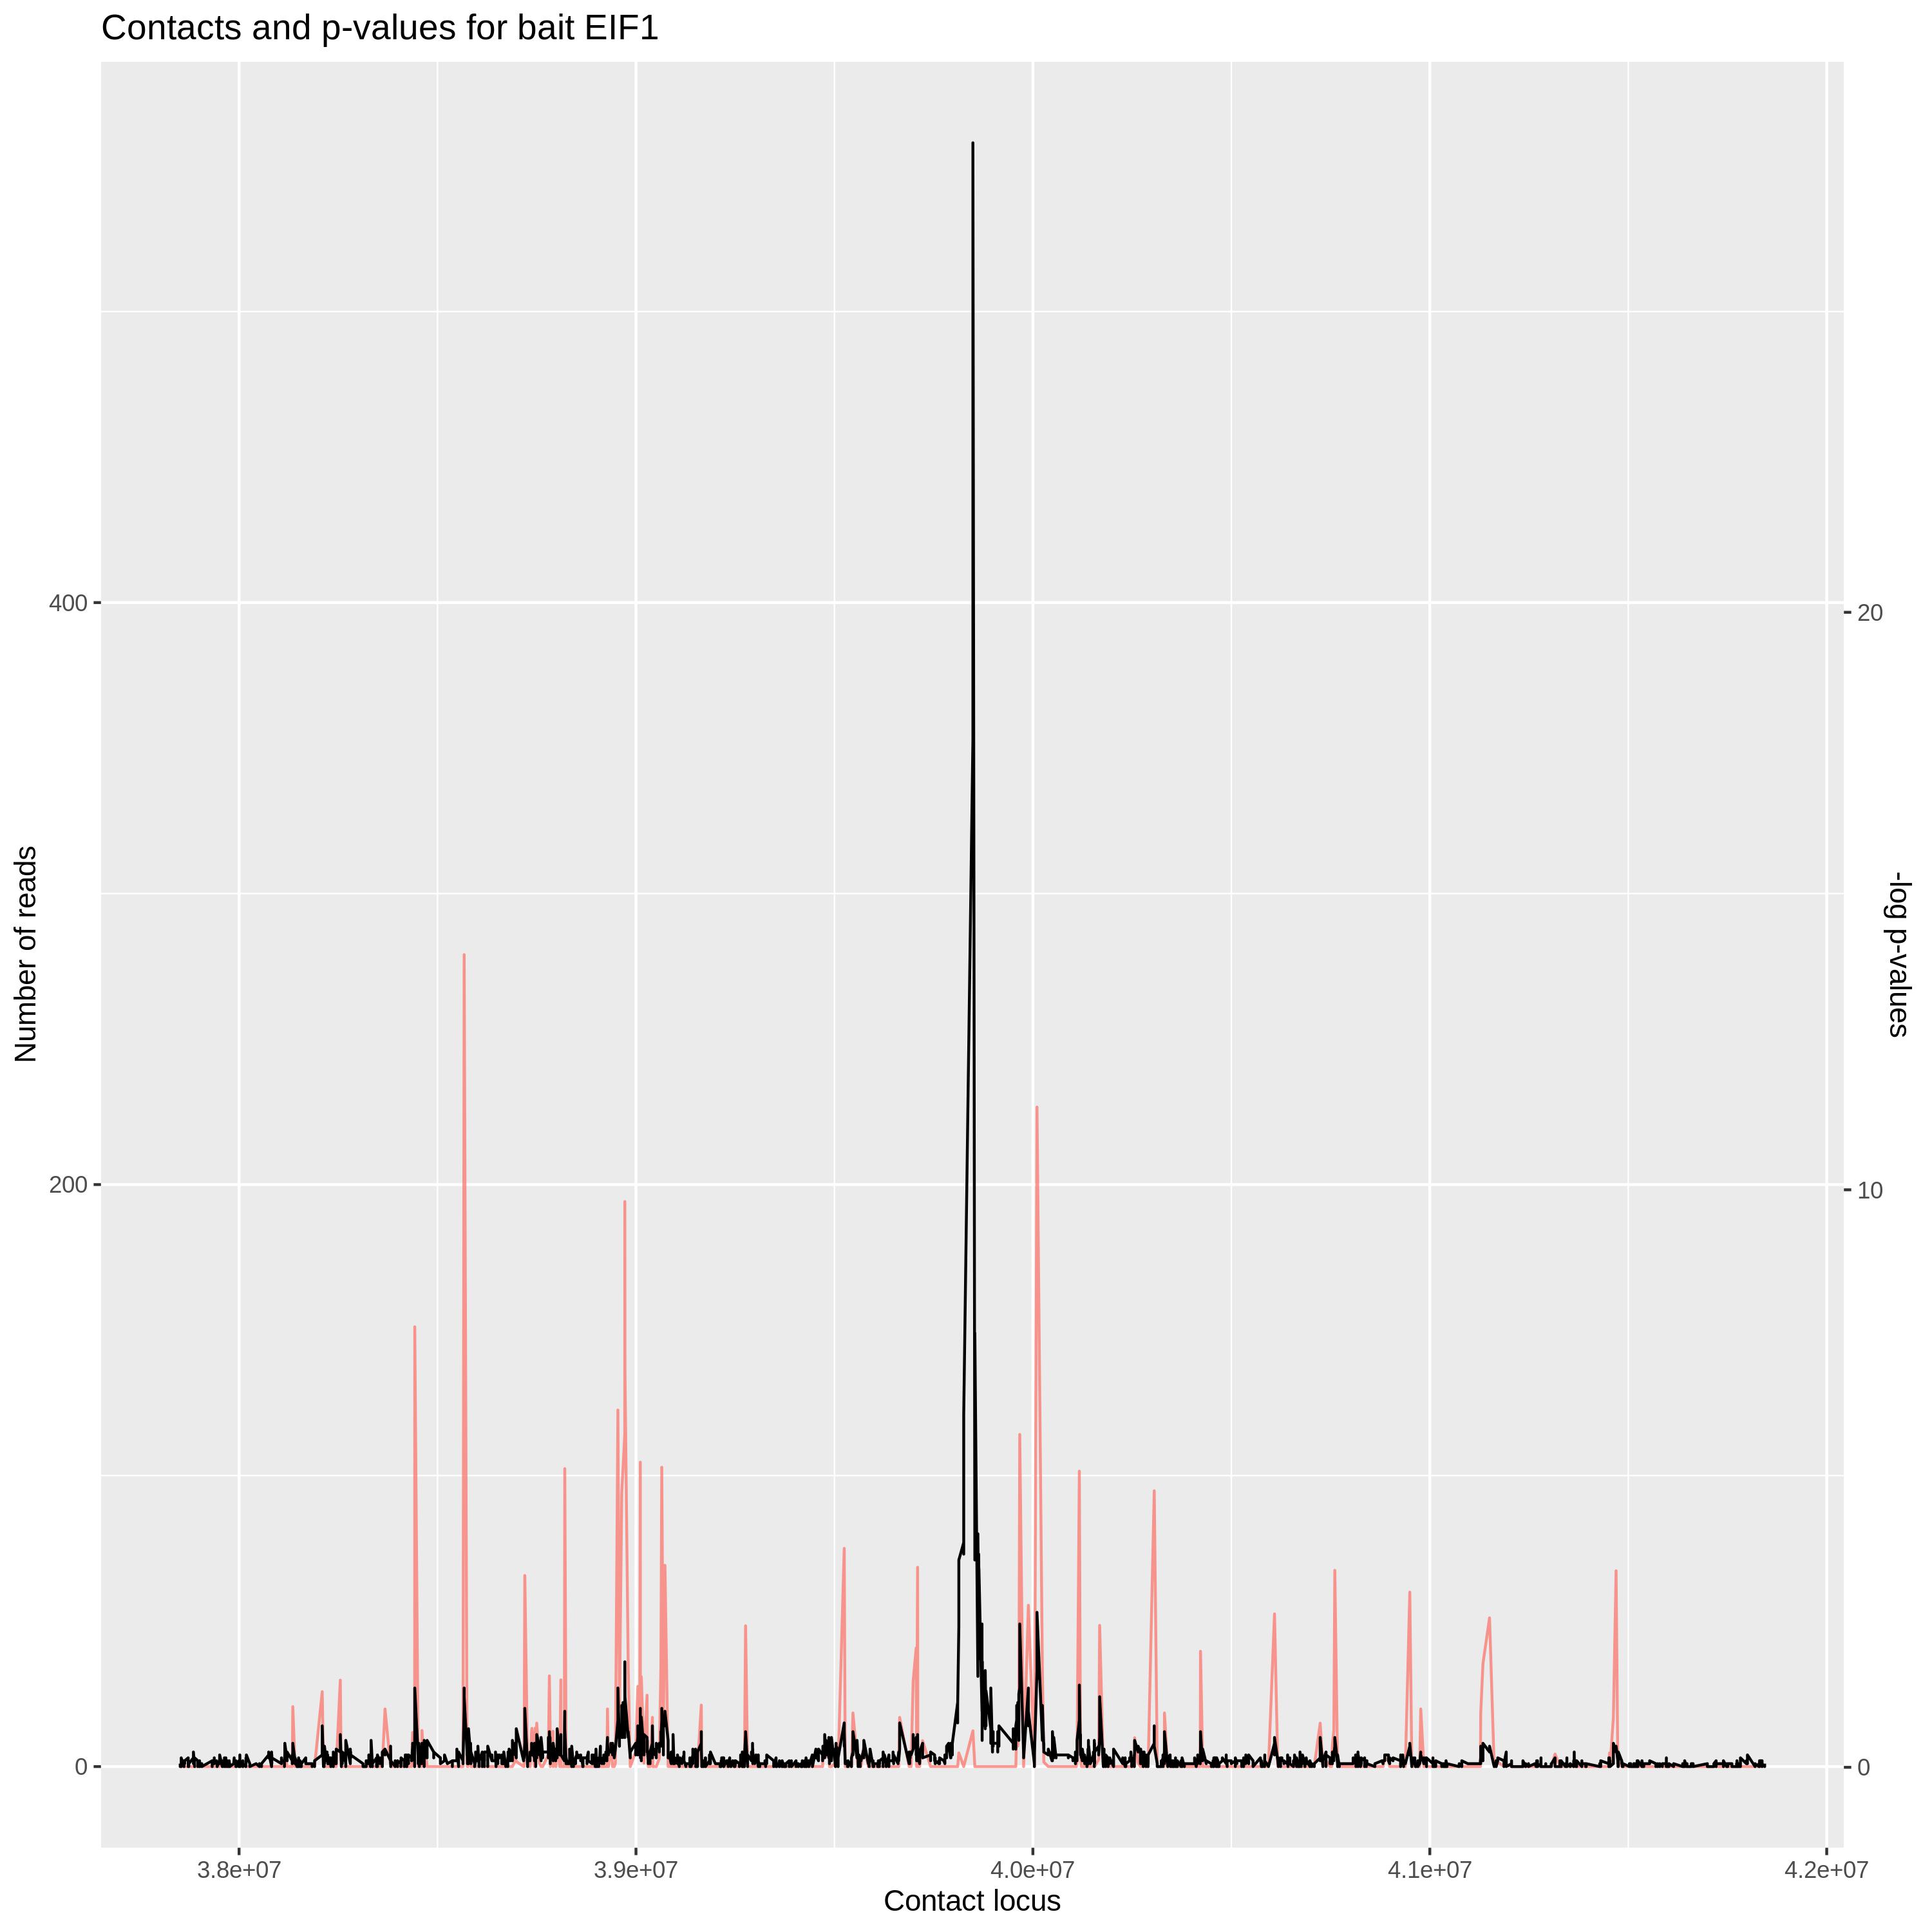 Contacts and p-values for bait EIF1
Number of reads
400
200
0
20
10
0
-log p-values
3.8e+07
3.9e+07
4.0e+07
4.1e+07
4.2e+07
Contact locus